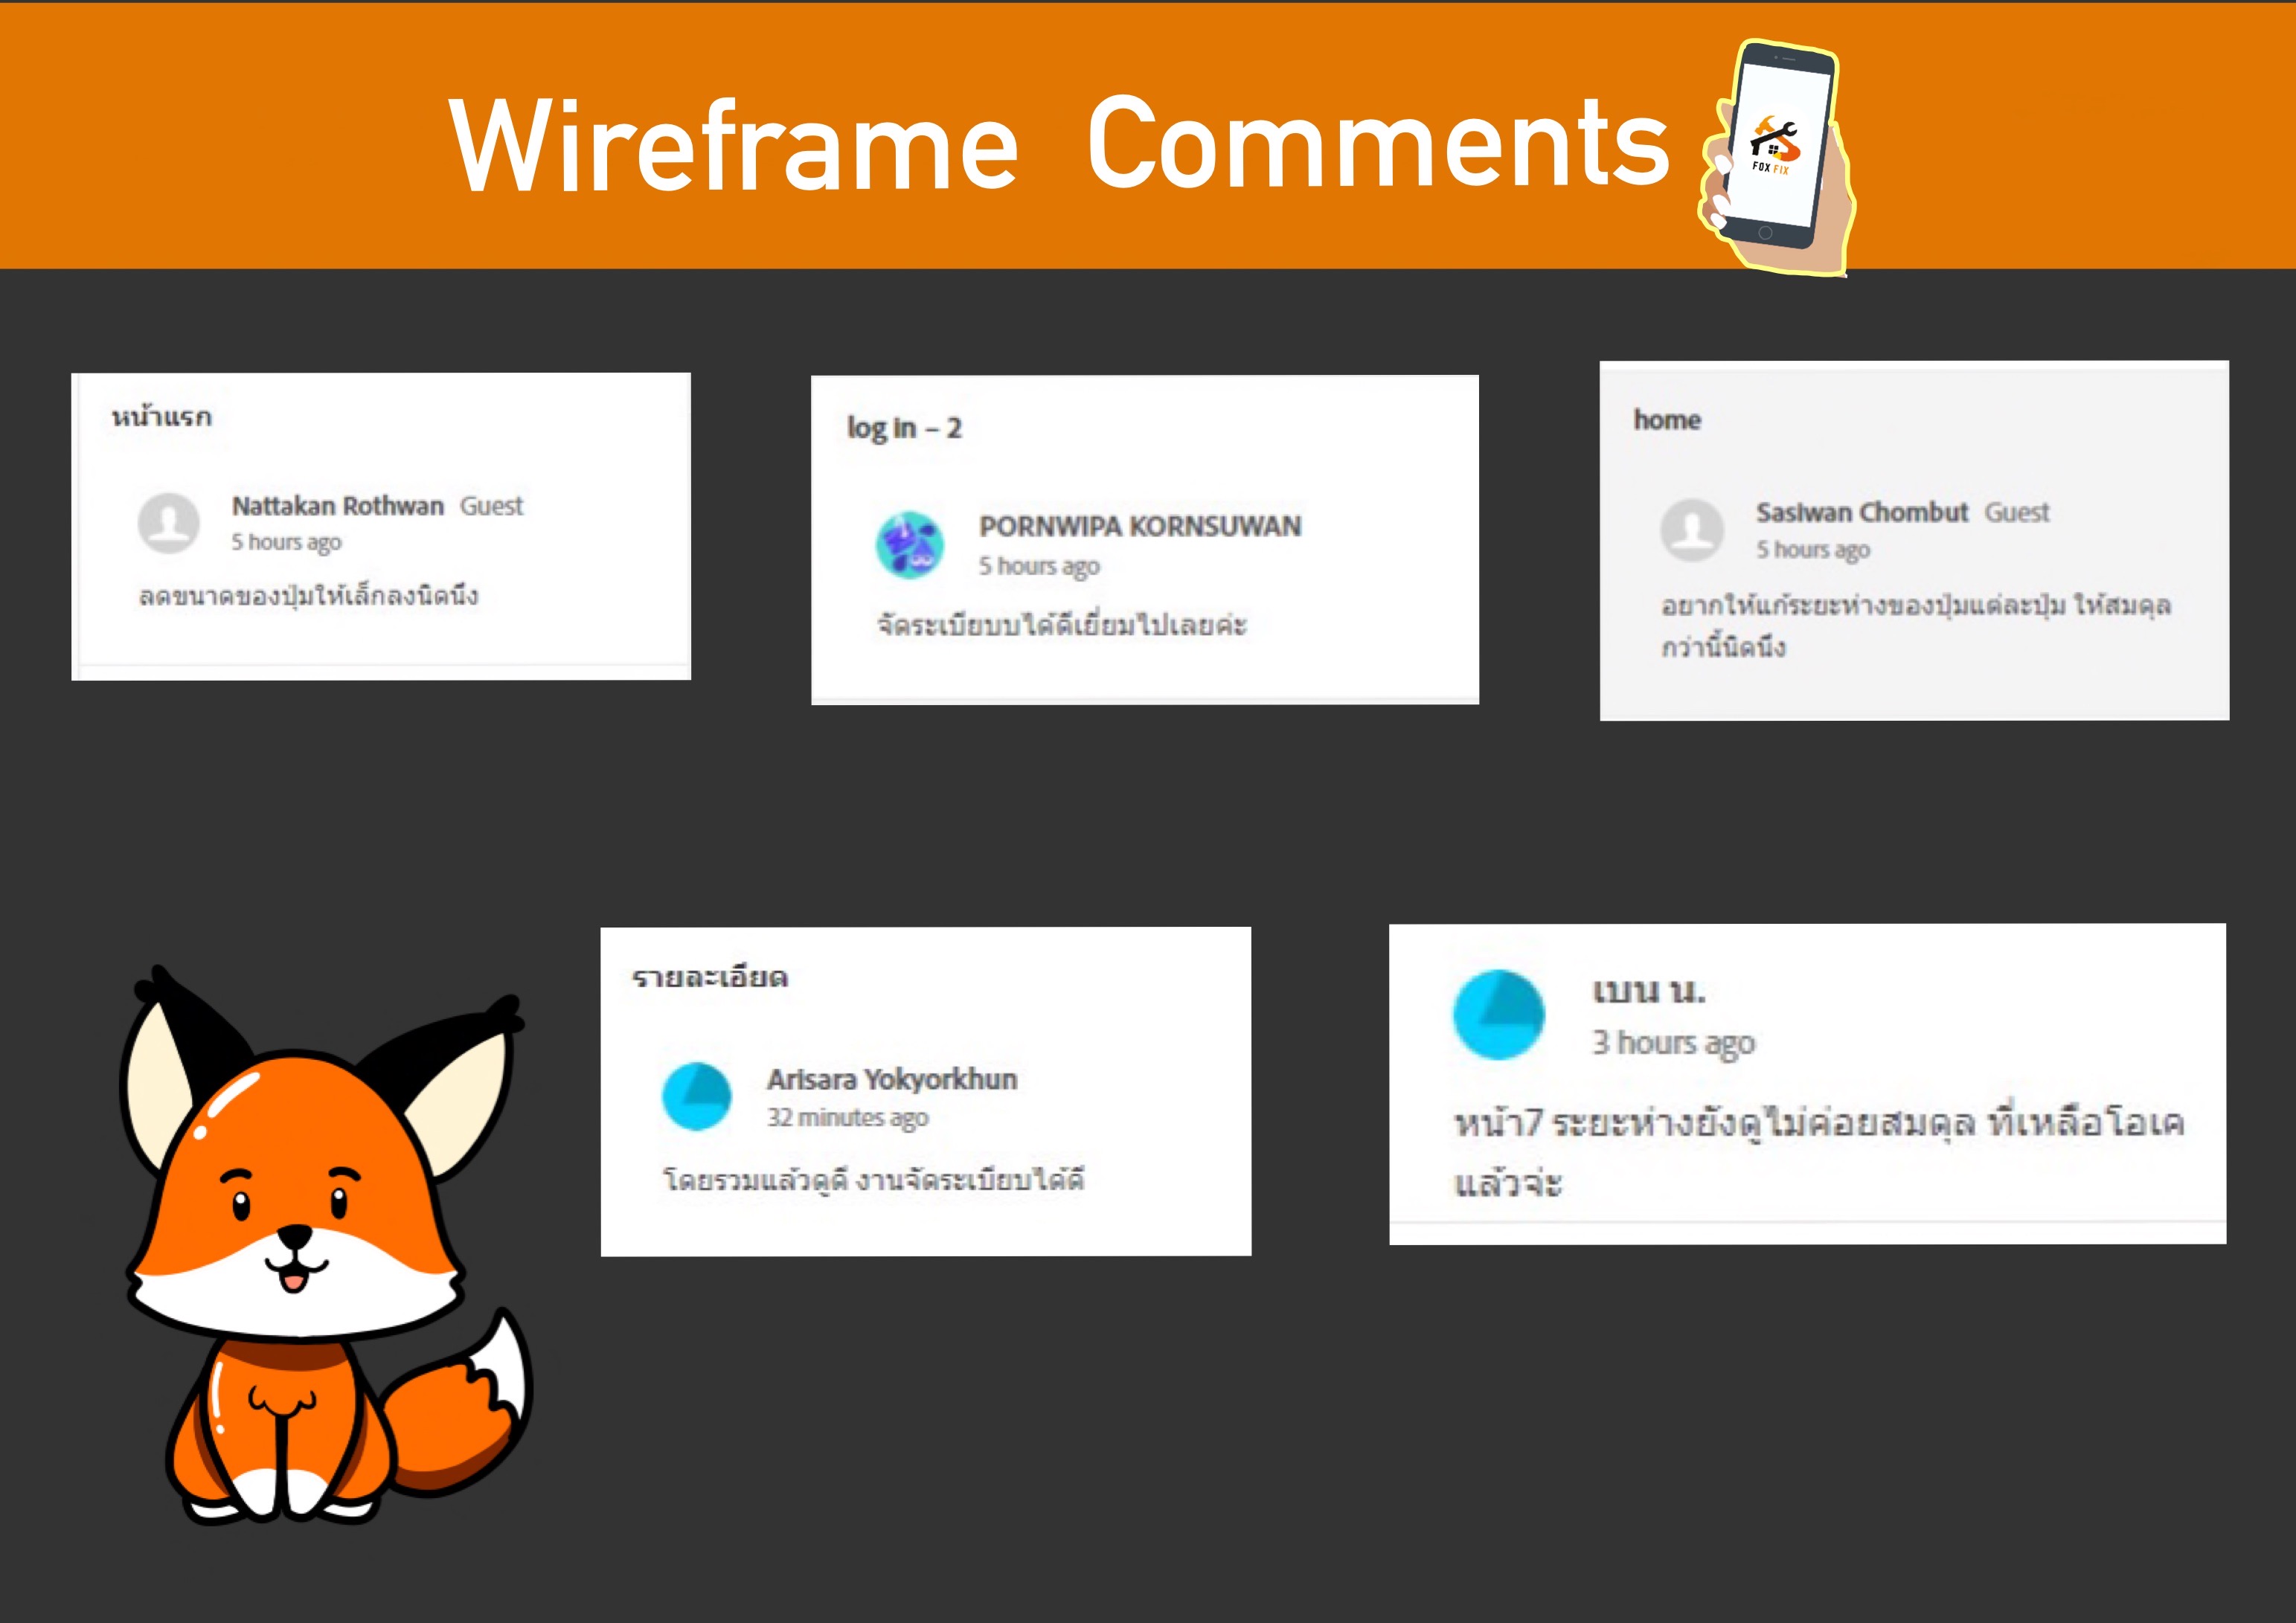 Wireframe Comments
FOX FIX
หน้าแรก
Nattakan Rothwan Guest
5 hours ago
ลดขนาดของปุ่มให้เล็กลงนิดนึง
log in – 2
PORNWIPA KORNSUWAN
5 hours ago
จัดระเบียบบได้ดีเยี่ยมไปเลยค่ะ
home
Sasiwan Chombut Guest
5 hours ago
อยากให้แก้ระยะห่างของปุ่มแต่ละปุ่ม ให้สมดุล
กว่านี้นิดนึง
รายละเอียด
Arisara Yokyorkhun
32 minutes ago
โดยรวมแล้วดูดี งานจัดระเบียบได้ดี
เบน น.
3 hours ago
หน้า7 ระยะห่างยังดูไม่ค่อยสมดุล ที่เหลือโอเค
แล้วจ่ะ